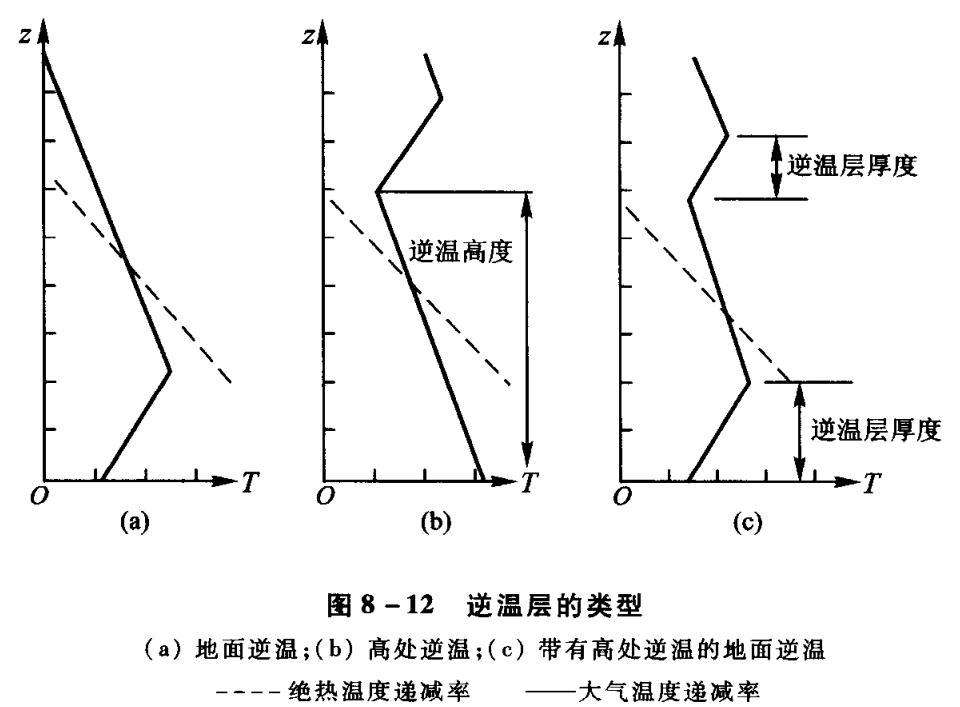 z
z
z
逆温层厚度
逆温高度
逆温层厚度
O
T
O
T
O
T
(a)
(b)
(c)
图 8－12 逆温层的类型
(a) 地面逆温;(b) 高处逆温;(c) 带有高处逆温的地面逆温
----绝热温度递减率 ——大气温度递减率